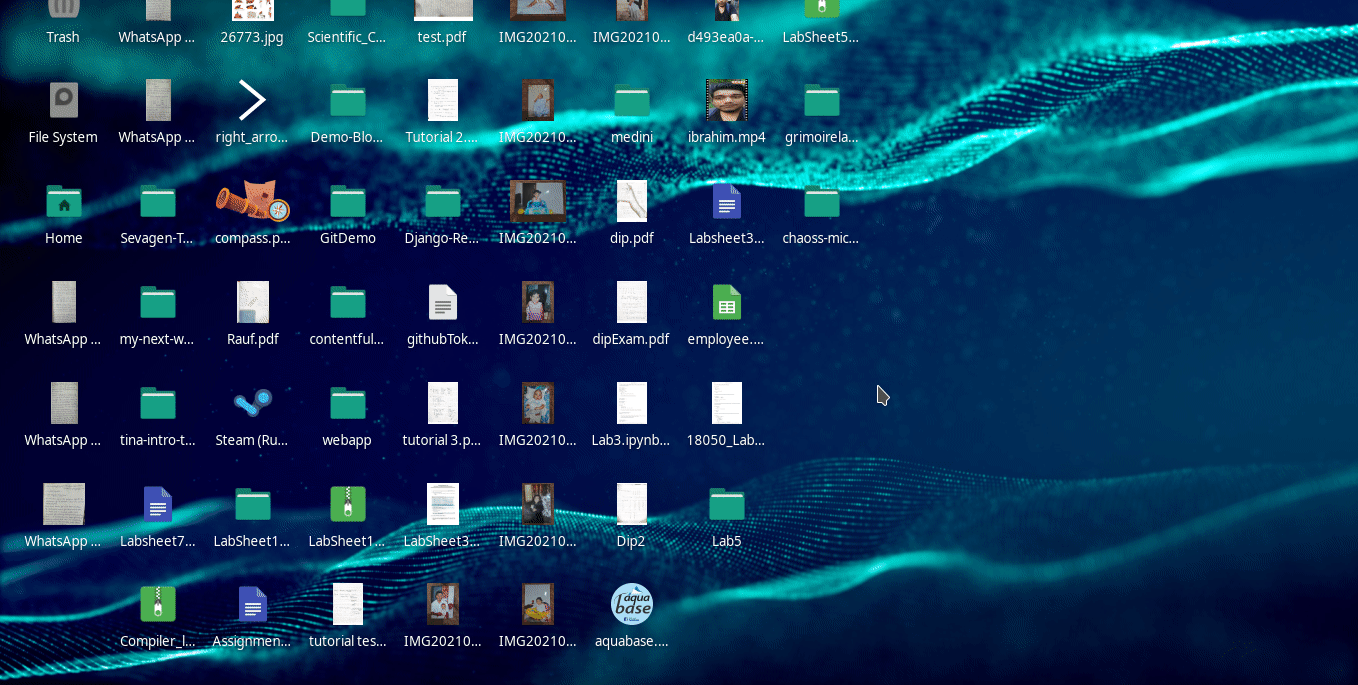 Trash
WhatsApp ...
26773.jpg
Scientific_C...
test.pdf
IMG20210...
IMG20210...
d493ea0a-...
LabSheet5...
File System
WhatsApp ...
right_arro...
Demo-Blo...
Tutorial 2....
IMG20210...
medini
ibrahim.mp4
grimoirela...
Home
Sevagen-T...
compass.p...
GitDemo
Django-Re...
IMG20210...
dip.pdf
Labsheet3...
chaoss-mic...
WhatsApp ...
my-next-w...
Rauf.pdf
contentful...
githubTok...
IMG20210...
dipExam.pdf
employee....
WhatsApp ...
tina-intro-t...
Steam (Ru...
webapp
tutorial 3.p...
IMG20210...
Lab3.ipynb...
18050_Lab...
WhatsApp ...
Labsheet7...
LabSheet1...
LabSheet1...
LabSheet3...
IMG20210...
Dip2
Lab5
Compiler_l...
Assignmen...
tutorial tes...
IMG20210...
IMG20210...
aqua
base
aquabase....